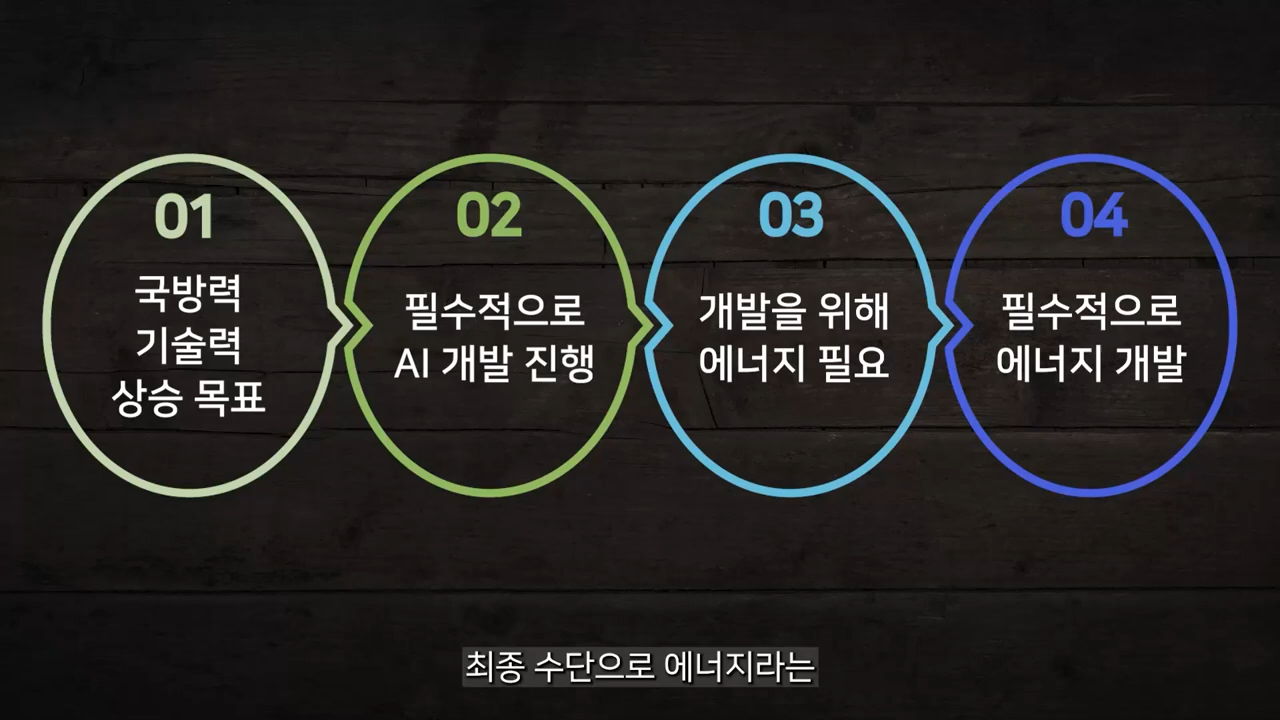 01
국방력
기술력
상승 목표
02
필수적으로
AI 개발 진행
03
개발을 위해
에너지 필요
04
필수적으로
에너지 개발
최종 수단으로 에너지라는